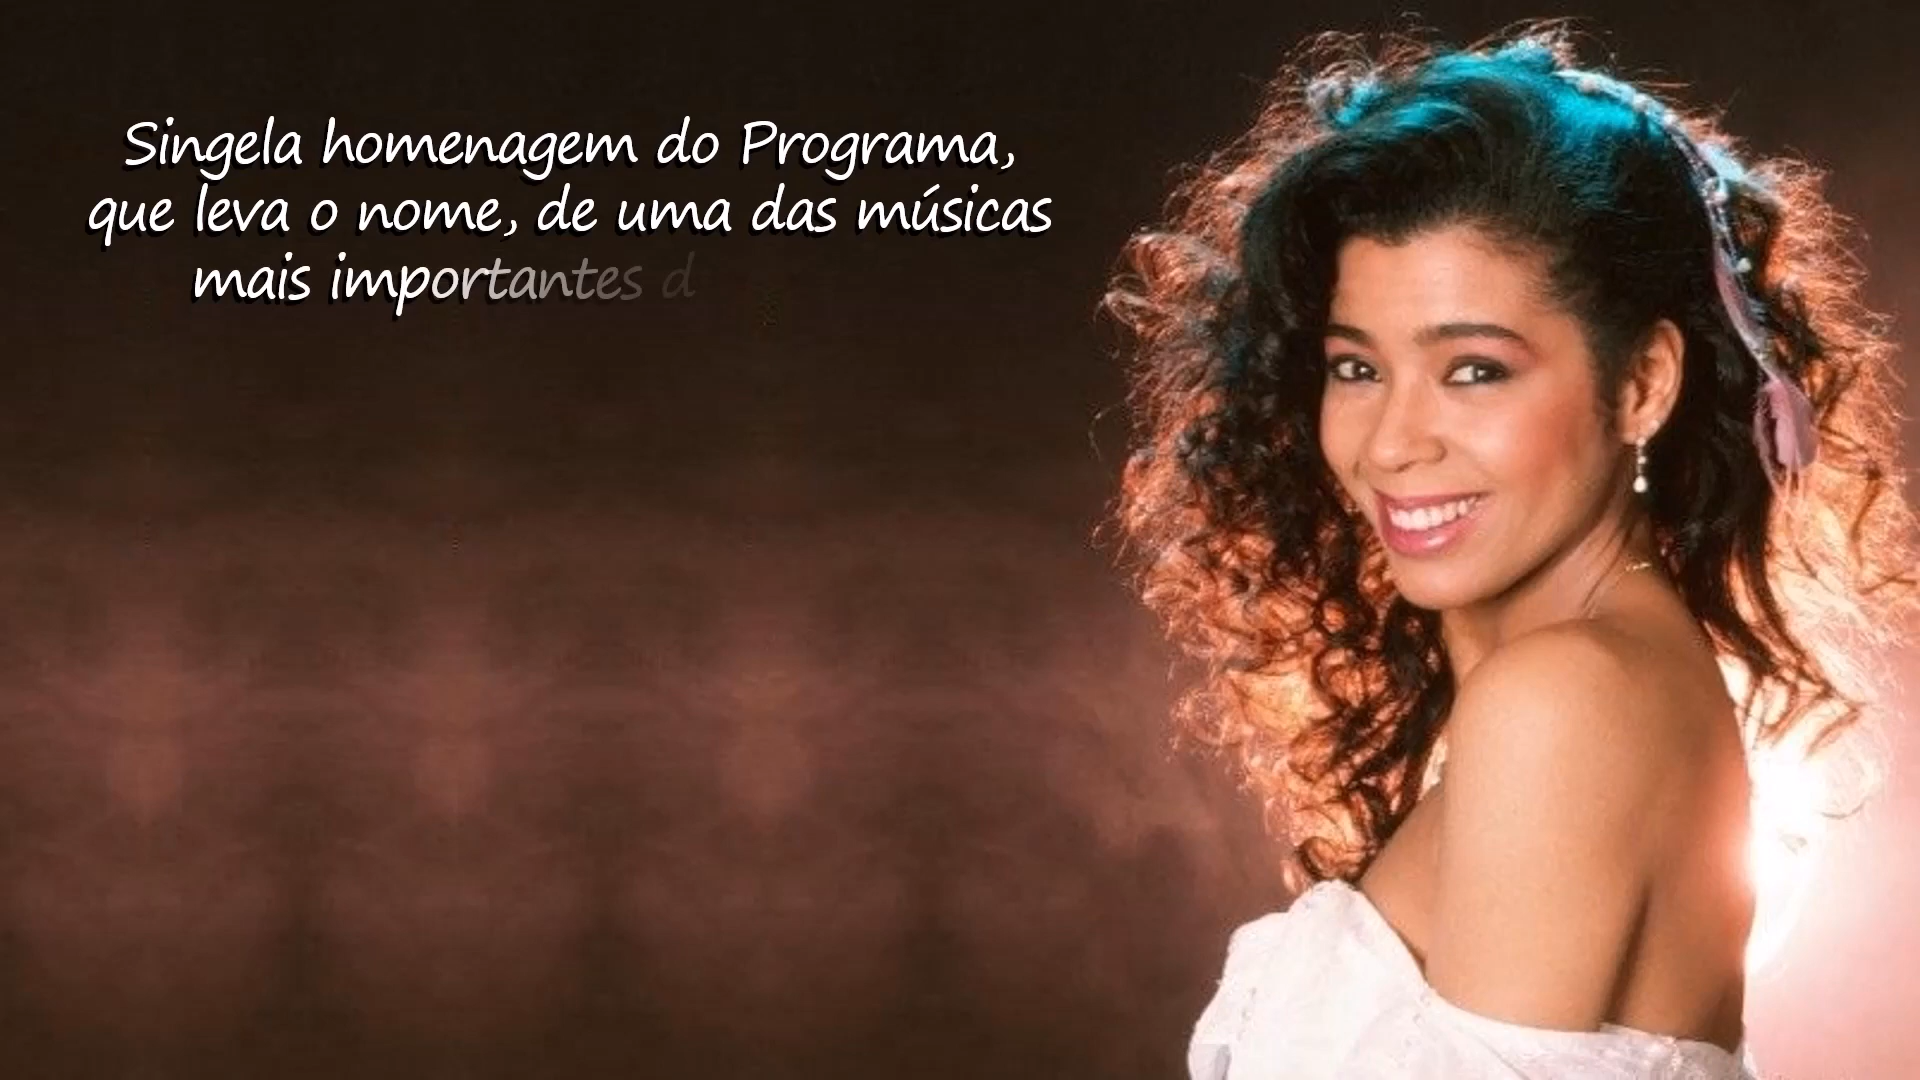 Singela homenagem do Programa,
que leva o nome, de uma das músicas
mais importantes d